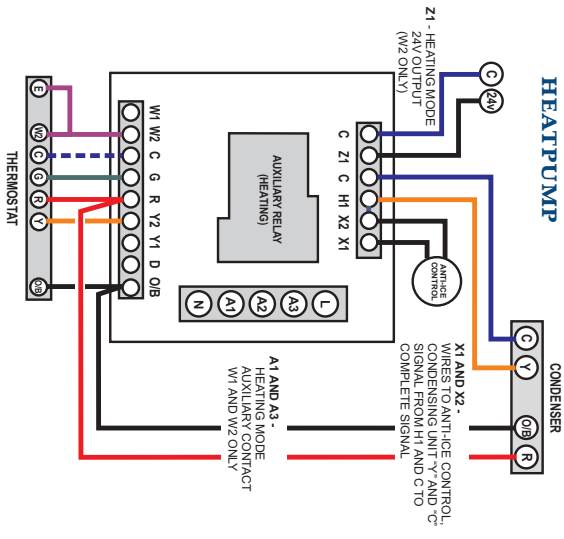 HEATPUMP
CONDENSER
C Y O/B R
C 24v
Z1 - HEATING MODE
24V OUTPUT
(W2 ONLY)
ANTI-ICE
CONTROL
X1 AND X2 -
WIRES TO ANTI-ICE CONTROL,
CONDENSING UNIT "Y" AND "C"
SIGNAL FROM H1 AND C TO
COMPLETE SIGNAL
C Z1 C H1 X2 X1
AUXILIARY RELAY
(HEATING)
N A1 A2 A3 L
A1 AND A3 -
HEATING MODE
AUXILIARY CONTACT
W1 AND W2 ONLY
W1 W2 C G R Y2 Y1 D O/B
E W2 C G R Y O/B
THERMOSTAT